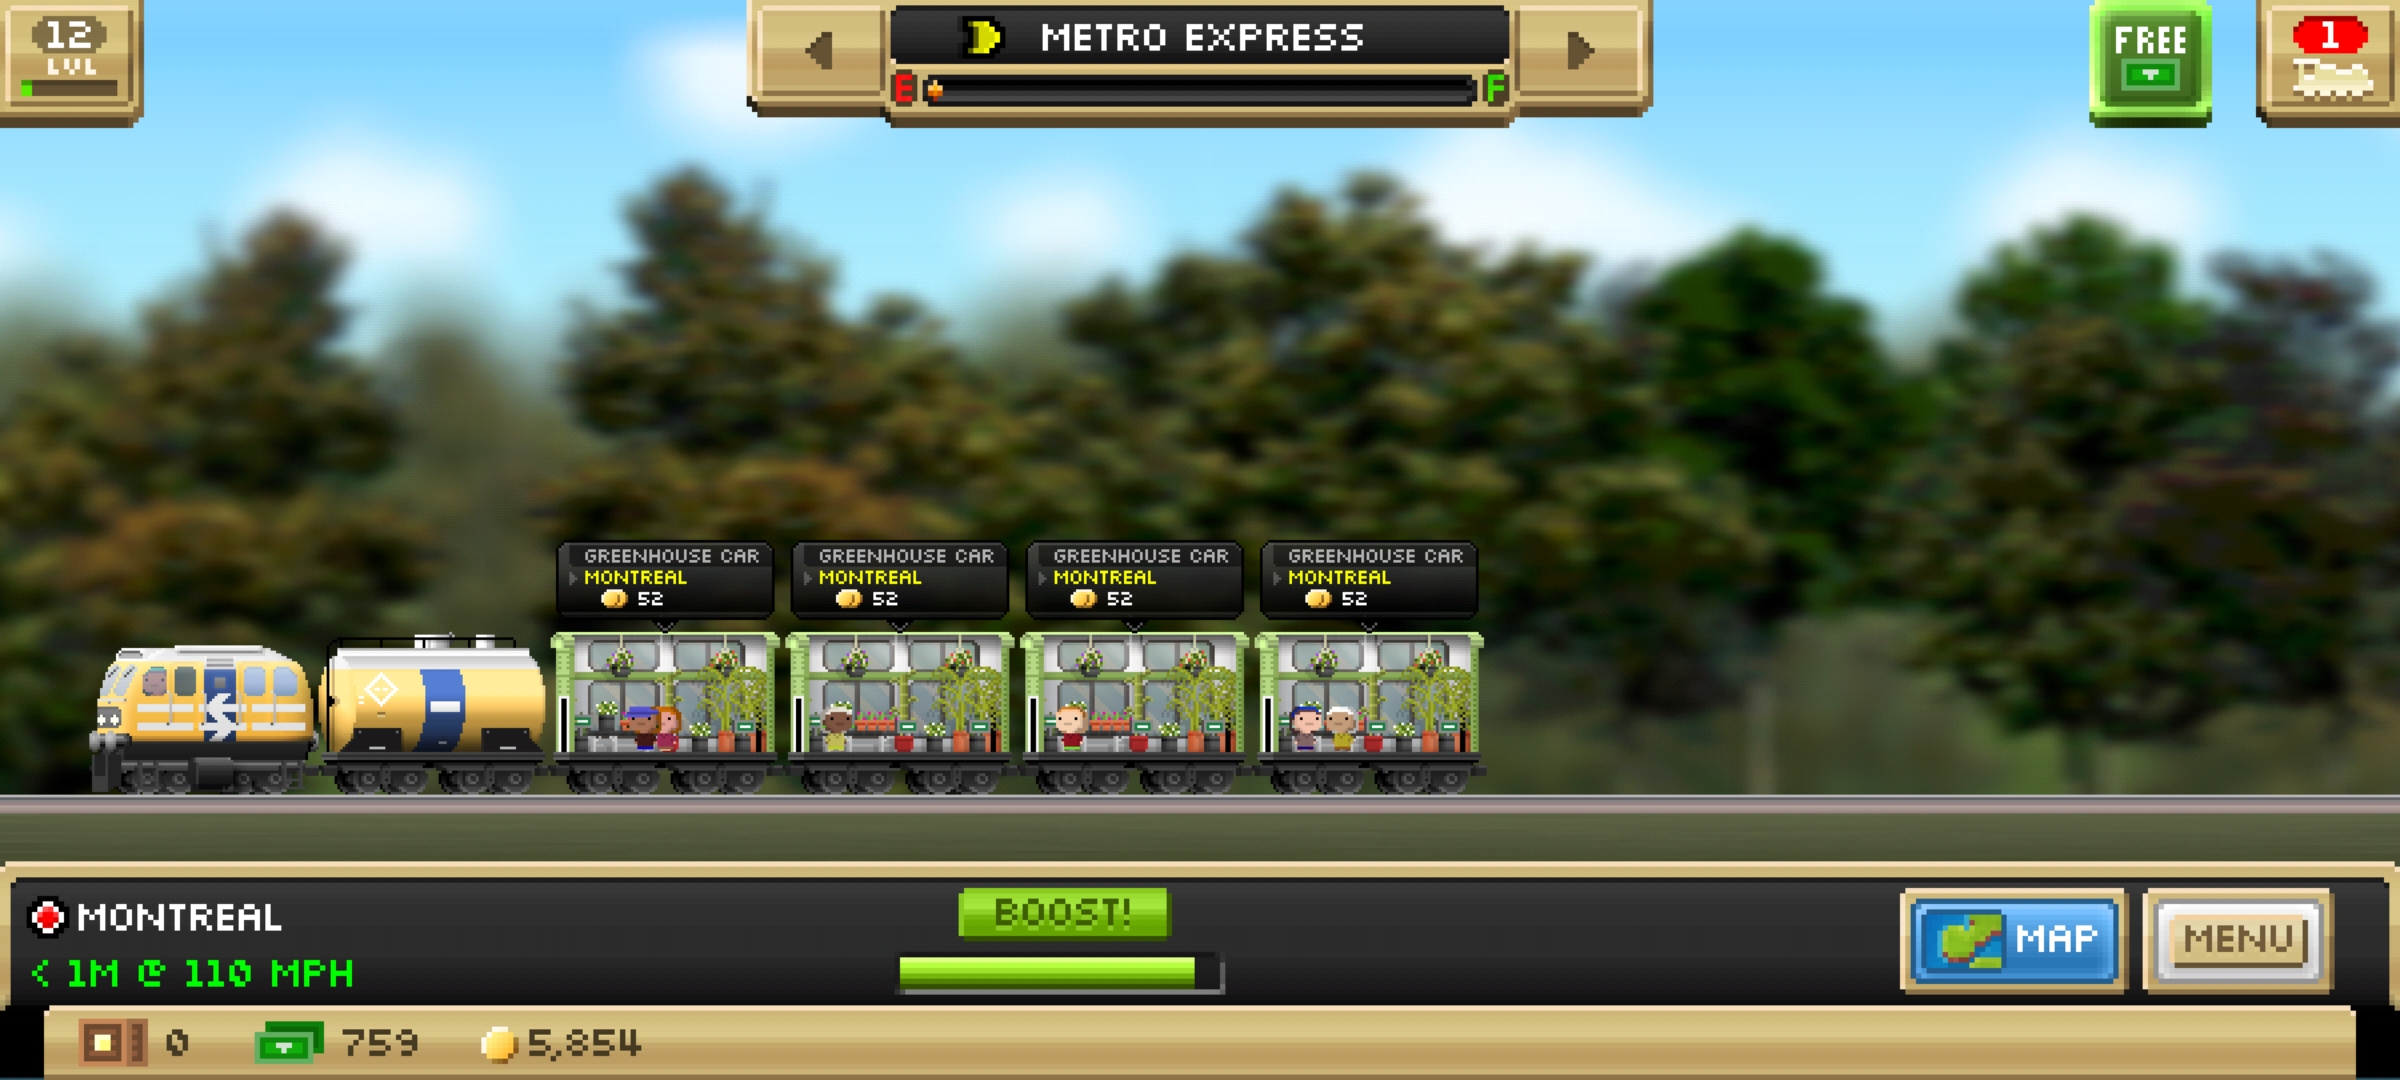 12
LVL
METRO EXPRESS
E F
FREE
1
GREENHOUSE CAR
MONTREAL
52
GREENHOUSE CAR
MONTREAL
52
GREENHOUSE CAR
MONTREAL
52
GREENHOUSE CAR
MONTREAL
52
MONTREAL
< 1M @ 110 MPH
BOOST!
MAP
MENU
0 759 5,854